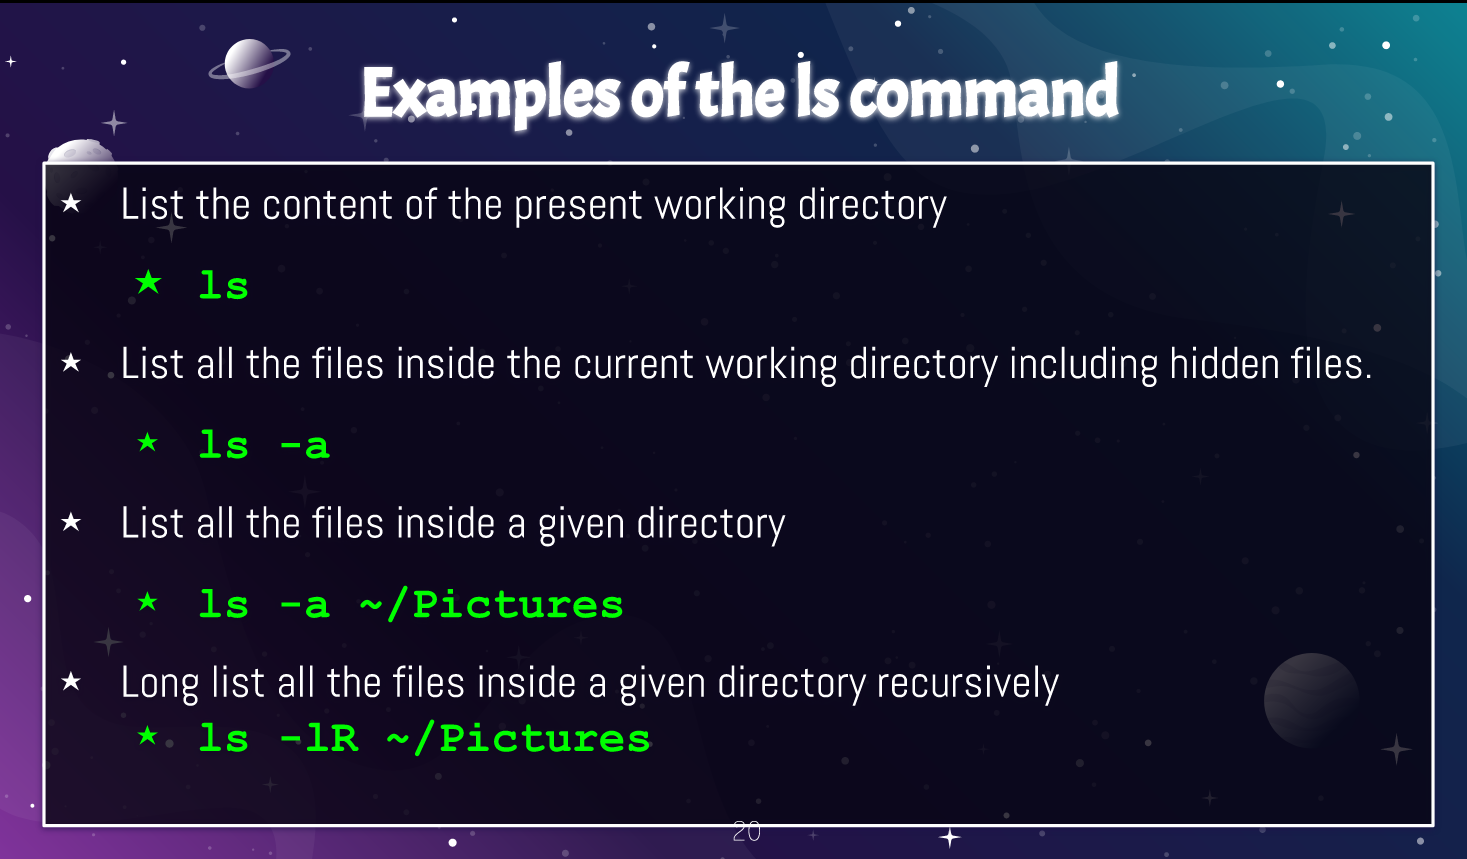 Examples of the ls command
★ List the content of the present working directory
★ ls
★ List all the files inside the current working directory including hidden files.
★ ls -a
★ List all the files inside a given directory
★ ls -a ~/Pictures
★ Long list all the files inside a given directory recursively
★ ls -lR ~/Pictures
20